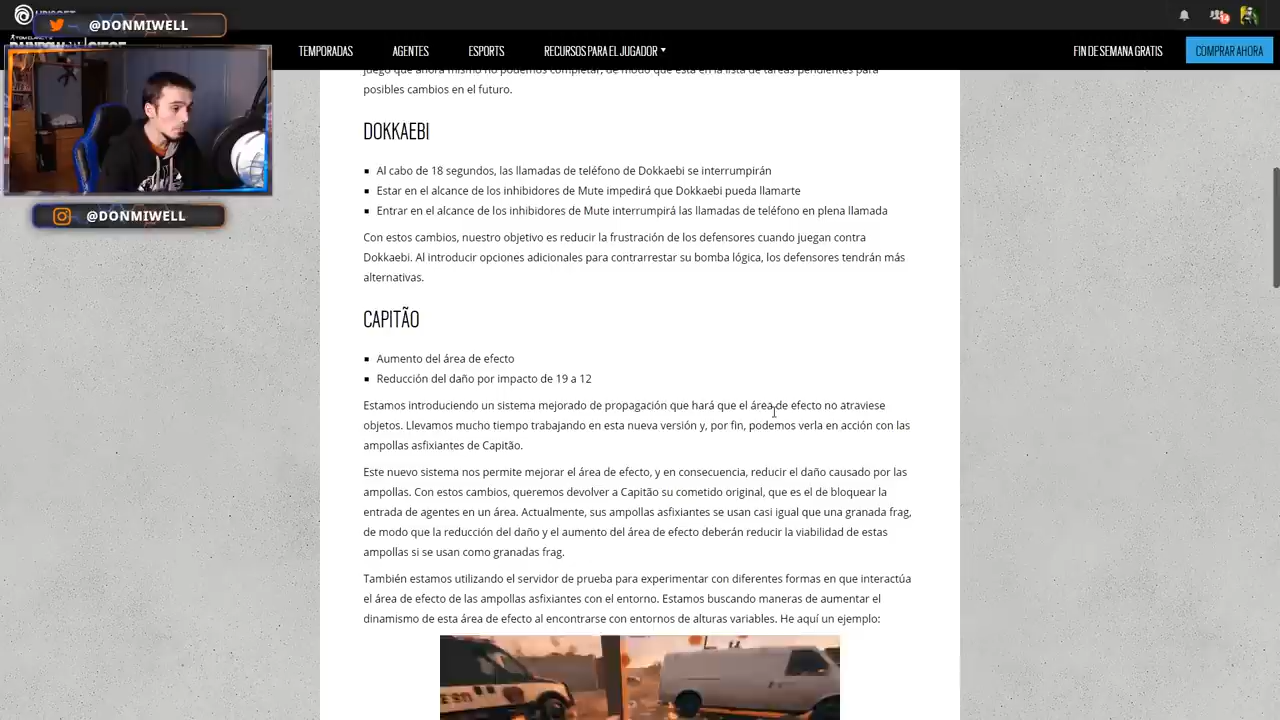 UBISOFT
@DONMIWELL
14
TOM CLANCY'S
TEMPORADAS
AGENTES
ESPORTS
RECURSOS PARA EL JUGADOR
FIN DE SEMANA GRATIS
COMPRAR AHORA
juego que ahora mismo no podemos completar, de modo que está en la lista de tareas pendientes para
posibles cambios en el futuro.
DOKKAEBI
Al cabo de 18 segundos, las llamadas de teléfono de Dokkaebi se interrumpirán
Estar en el alcance de los inhibidores de Mute impedirá que Dokkaebi pueda llamarte
Entrar en el alcance de los inhibidores de Mute interrumpirá las llamadas de teléfono en plena llamada
@DONMIWELL
Con estos cambios, nuestro objetivo es reducir la frustración de los defensores cuando juegan contra
Dokkaebi. Al introducir opciones adicionales para contrarrestar su bomba lógica, los defensores tendrán más
alternativas.
CAPITÃO
Aumento del área de efecto
Reducción del daño por impacto de 19 a 12
Estamos introduciendo un sistema mejorado de propagación que hará que el área de efecto no atraviese
objetos. Llevamos mucho tiempo trabajando en esta nueva versión y, por fin, podemos verla en acción con las
ampollas asfixiantes de Capitão.
Este nuevo sistema nos permite mejorar el área de efecto, y en consecuencia, reducir el daño causado por las
ampollas. Con estos cambios, queremos devolver a Capitão su cometido original, que es el de bloquear la
entrada de agentes en un área. Actualmente, sus ampollas asfixiantes se usan casi igual que una granada frag,
de modo que la reducción del daño y el aumento del área de efecto deberán reducir la viabilidad de estas
ampollas si se usan como granadas frag.
También estamos utilizando el servidor de prueba para experimentar con diferentes formas en que interactúa
el área de efecto de las ampollas asfixiantes con el entorno. Estamos buscando maneras de aumentar el
dinamismo de esta área de efecto al encontrarse con entornos de alturas variables. He aquí un ejemplo: